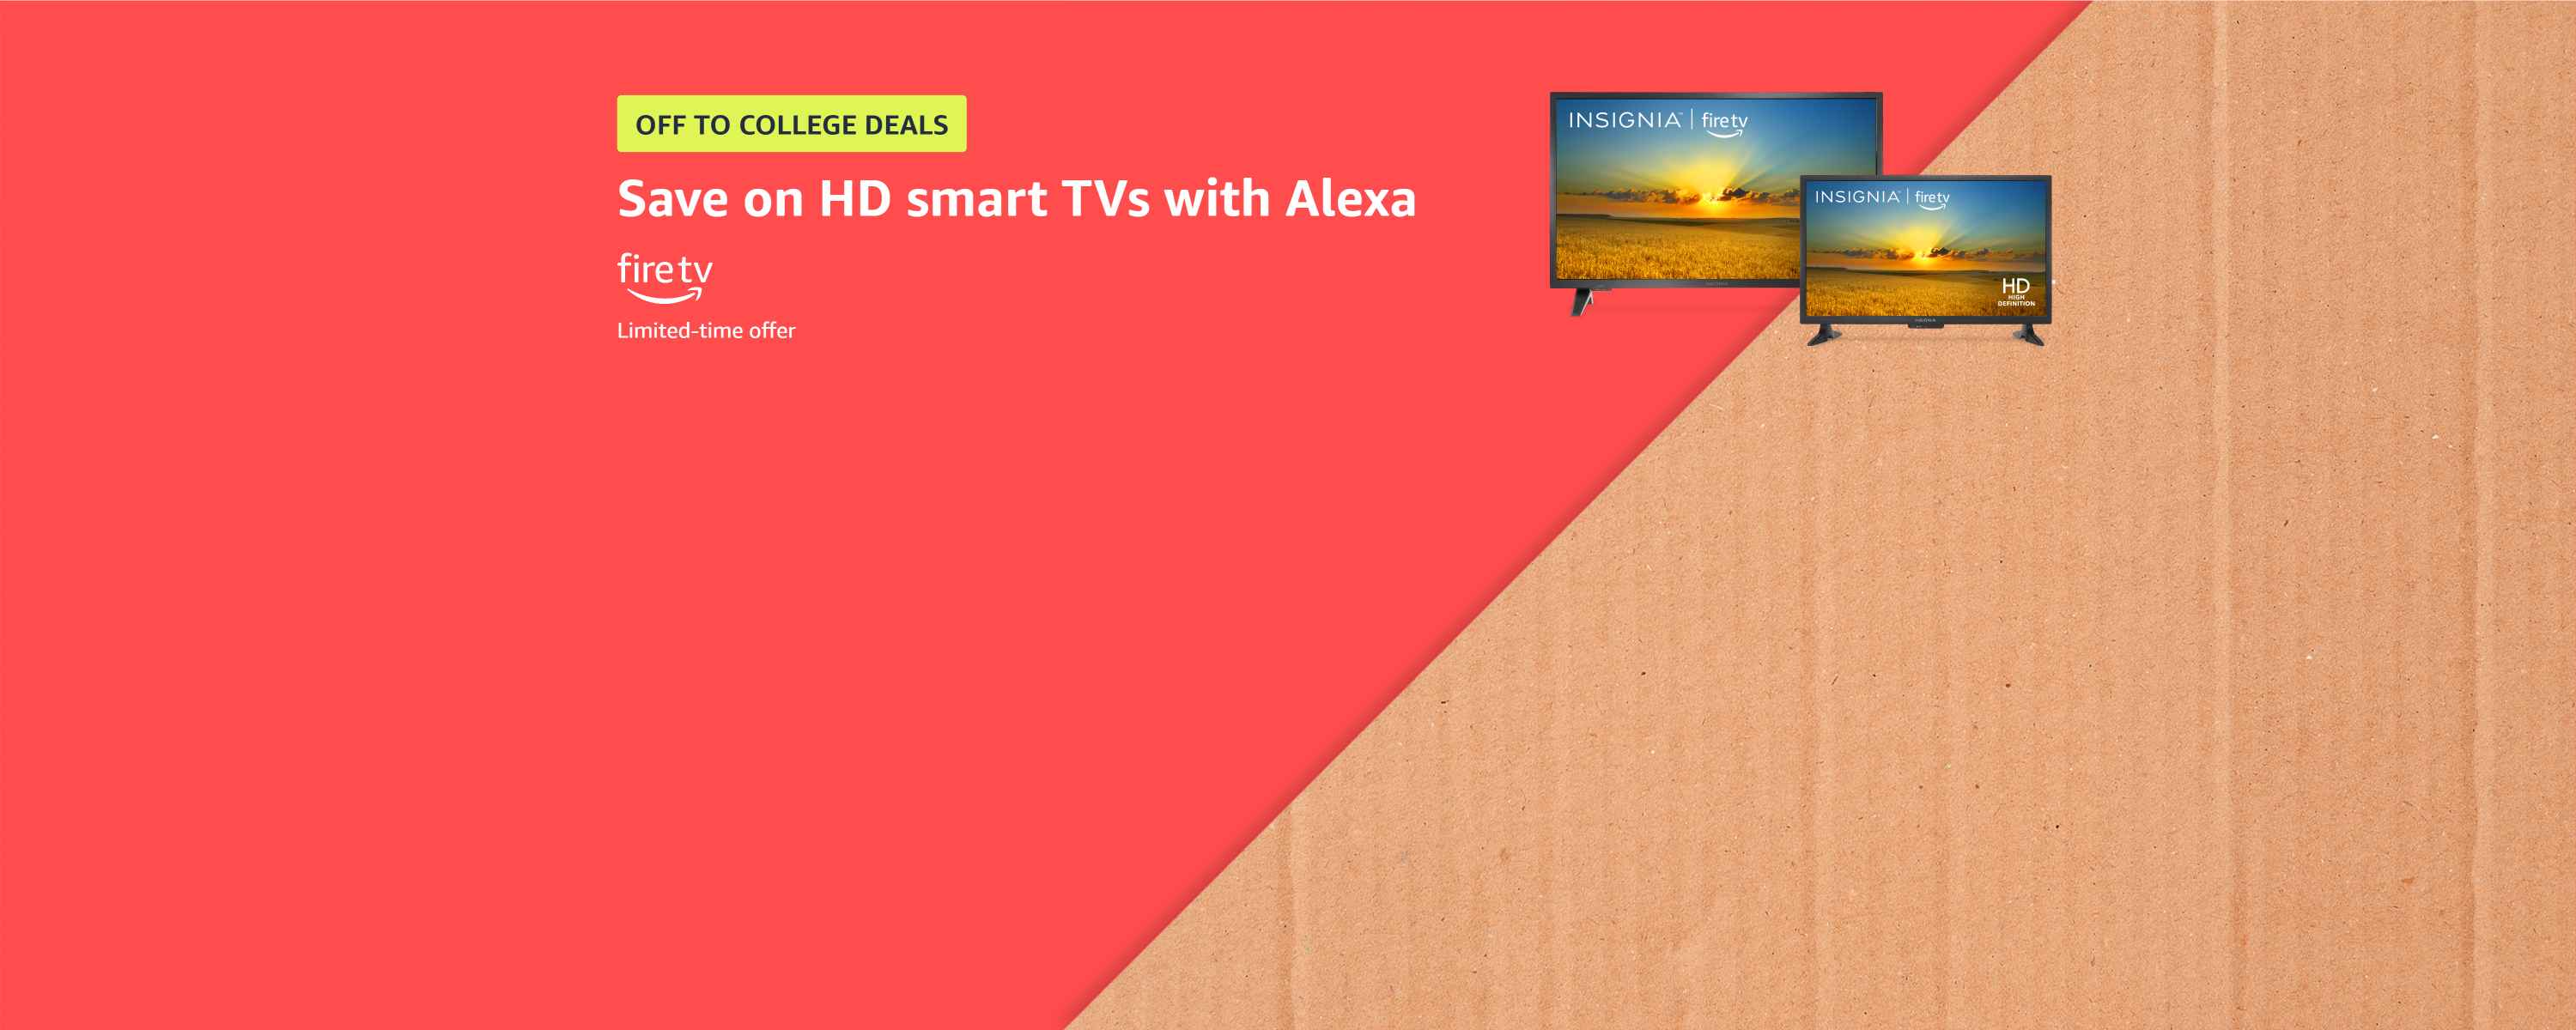 OFF TO COLLEGE DEALS
Save on HD smart TVs with Alexa
fire tv
Limited-time offer
INSIGNIA | fire tv
INSIGNIA | fire tv
HD
HIGH
DEFINITION